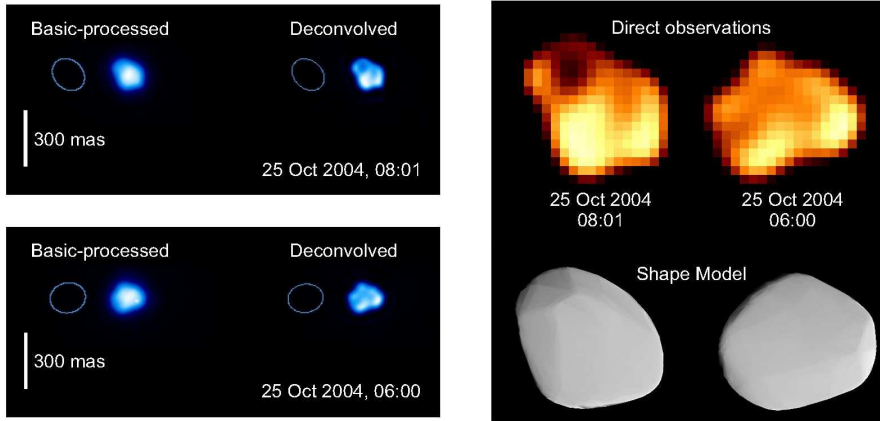 Basic-processed
Deconvolved
300 mas
25 Oct 2004, 08:01
Basic-processed
Deconvolved
300 mas
25 Oct 2004, 06:00
Direct observations
25 Oct 2004
08:01
25 Oct 2004
06:00
Shape Model